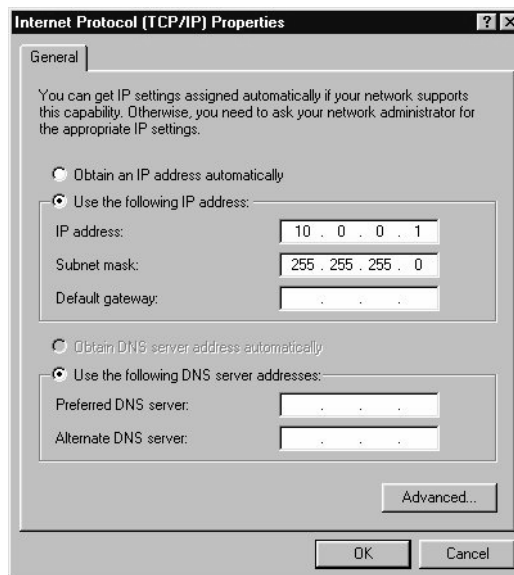 Internet Protocol (TCP/IP) Properties ? X
General
You can get IP settings assigned automatically if your network supports
this capability. Otherwise, you need to ask your network administrator for
the appropriate IP settings.
Obtain an IP address automatically
Use the following IP address:
IP address: 10 . 0 . 0 . 1
Subnet mask: 255 . 255 . 255 . 0
Default gateway: . . .
Obtain DNS server address automatically
Use the following DNS server addresses:
Preferred DNS server: . . .
Alternate DNS server: . . .
Advanced...
OK Cancel